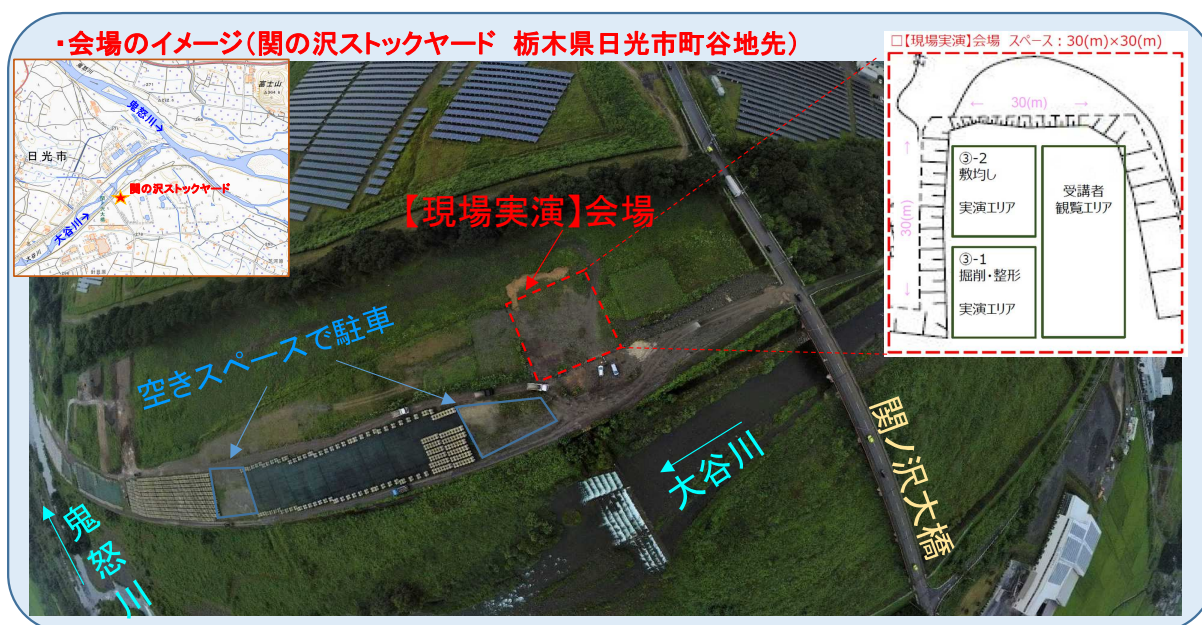 ・会場のイメージ(関の沢ストックヤード 栃木県日光市町谷地先)
鬼怒川→
富士山
日光市
関の沢ストックヤード
大谷川→
大谷川
□【現場実演】会場 スペース：30(m)×30(m)
← 30(m) →
30(m)
③-2
敷均し
実演エリア
受講者
観覧エリア
③-1
掘削・整形
実演エリア
【現場実演】会場
空きスペースで駐車
大谷川
関ノ沢大橋
鬼怒川